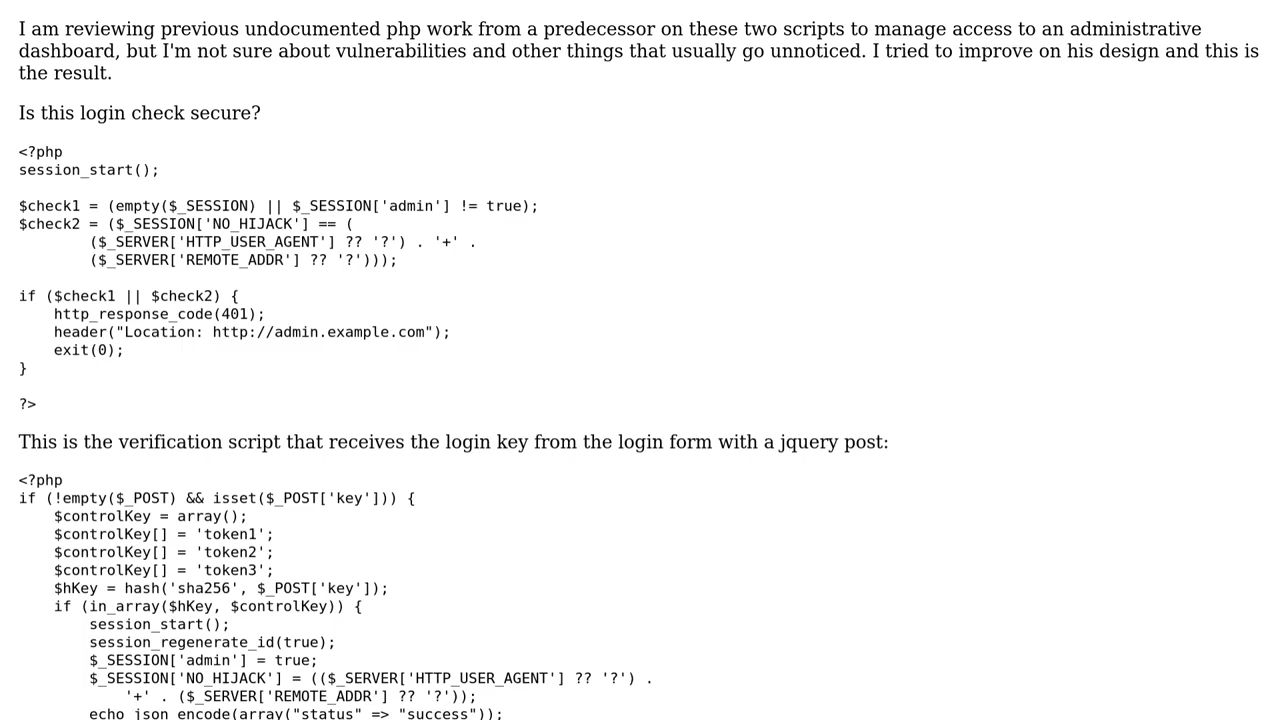 I am reviewing previous undocumented php work from a predecessor on these two scripts to manage access to an administrative
dashboard, but I'm not sure about vulnerabilities and other things that usually go unnoticed. I tried to improve on his design and this is
the result.
Is this login check secure?
<?php
session_start();
$check1 = (empty($_SESSION) || $_SESSION['admin'] != true);
$check2 = ($_SESSION['NO_HIJACK'] == (
        ($_SERVER['HTTP_USER_AGENT'] ?? '?') . '+' .
        ($_SERVER['REMOTE_ADDR'] ?? '?')));
if ($check1 || $check2) {
    http_response_code(401);
    header("Location: http://admin.example.com");
    exit(0);
}
?>
This is the verification script that receives the login key from the login form with a jquery post:
<?php
if (!empty($_POST) && isset($_POST['key'])) {
    $controlKey = array();
    $controlKey[] = 'token1';
    $controlKey[] = 'token2';
    $controlKey[] = 'token3';
    $hKey = hash('sha256', $_POST['key']);
    if (in_array($hKey, $controlKey)) {
        session_start();
        session_regenerate_id(true);
        $_SESSION['admin'] = true;
        $_SESSION['NO_HIJACK'] = (($_SERVER['HTTP_USER_AGENT'] ?? '?') .
            '+' . ($_SERVER['REMOTE_ADDR'] ?? '?'));
        echo json_encode(array("status" => "success"));